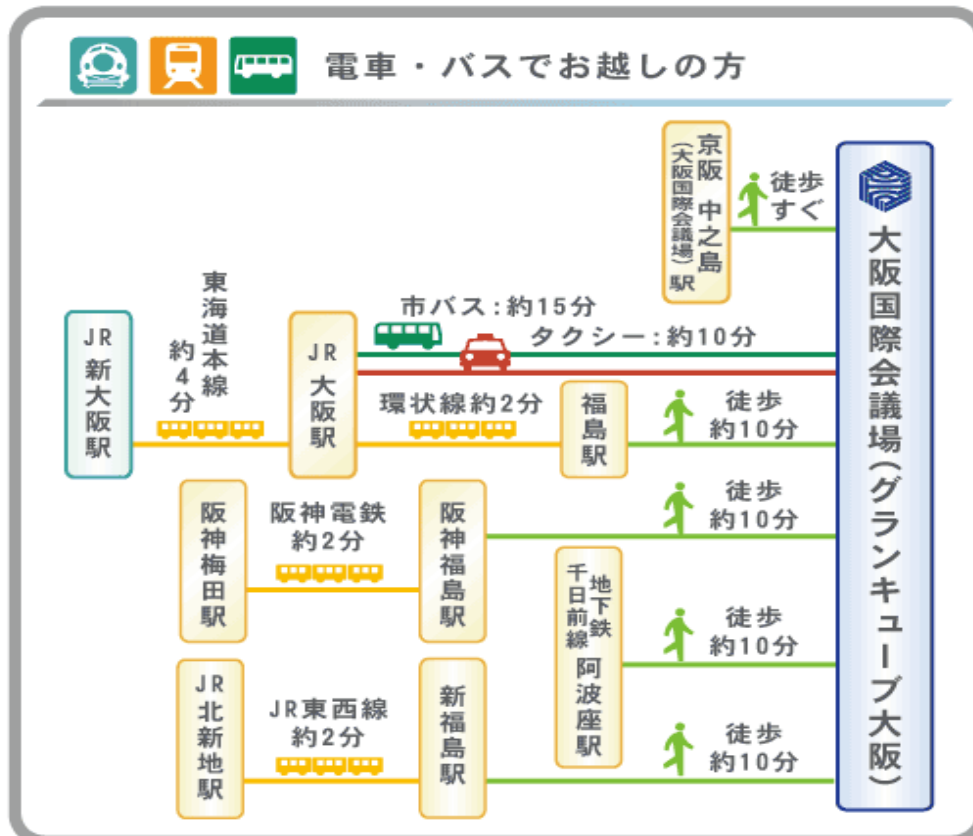 電車・バスでお越しの方
京阪 中之島
(大阪国際会議場)駅
徒歩
すぐ
大阪国際会議場(グランキューブ大阪)
東海道本線
約4分
JR 新大阪駅
JR 大阪駅
市バス:約15分
タクシー:約10分
環状線約2分
福島駅
徒歩
約10分
阪神梅田駅
阪神電鉄
約2分
阪神福島駅
徒歩
約10分
地下鉄
千日前線
阿波座駅
徒歩
約10分
JR北新地駅
JR東西線
約2分
新福島駅
徒歩
約10分